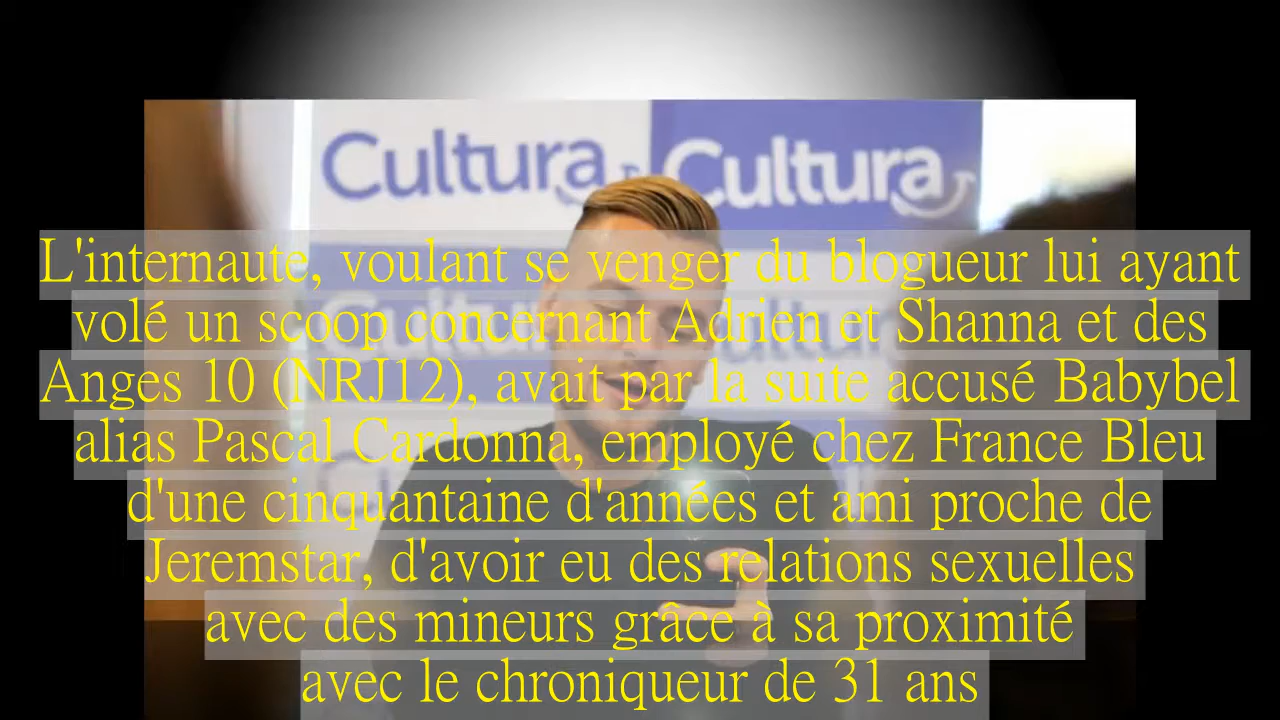 Cultura
Cultura
L'internaute, voulant se venger du blogueur lui ayant
volé un scoop concernant Adrien et Shanna et des
Anges 10 (NRJ12), avait par la suite accusé Babybel
alias Pascal Cardonna, employé chez France Bleu
d'une cinquantaine d'années et ami proche de
Jeremstar, d'avoir eu des relations sexuelles
avec des mineurs grâce à sa proximité
avec le chroniqueur de 31 ans